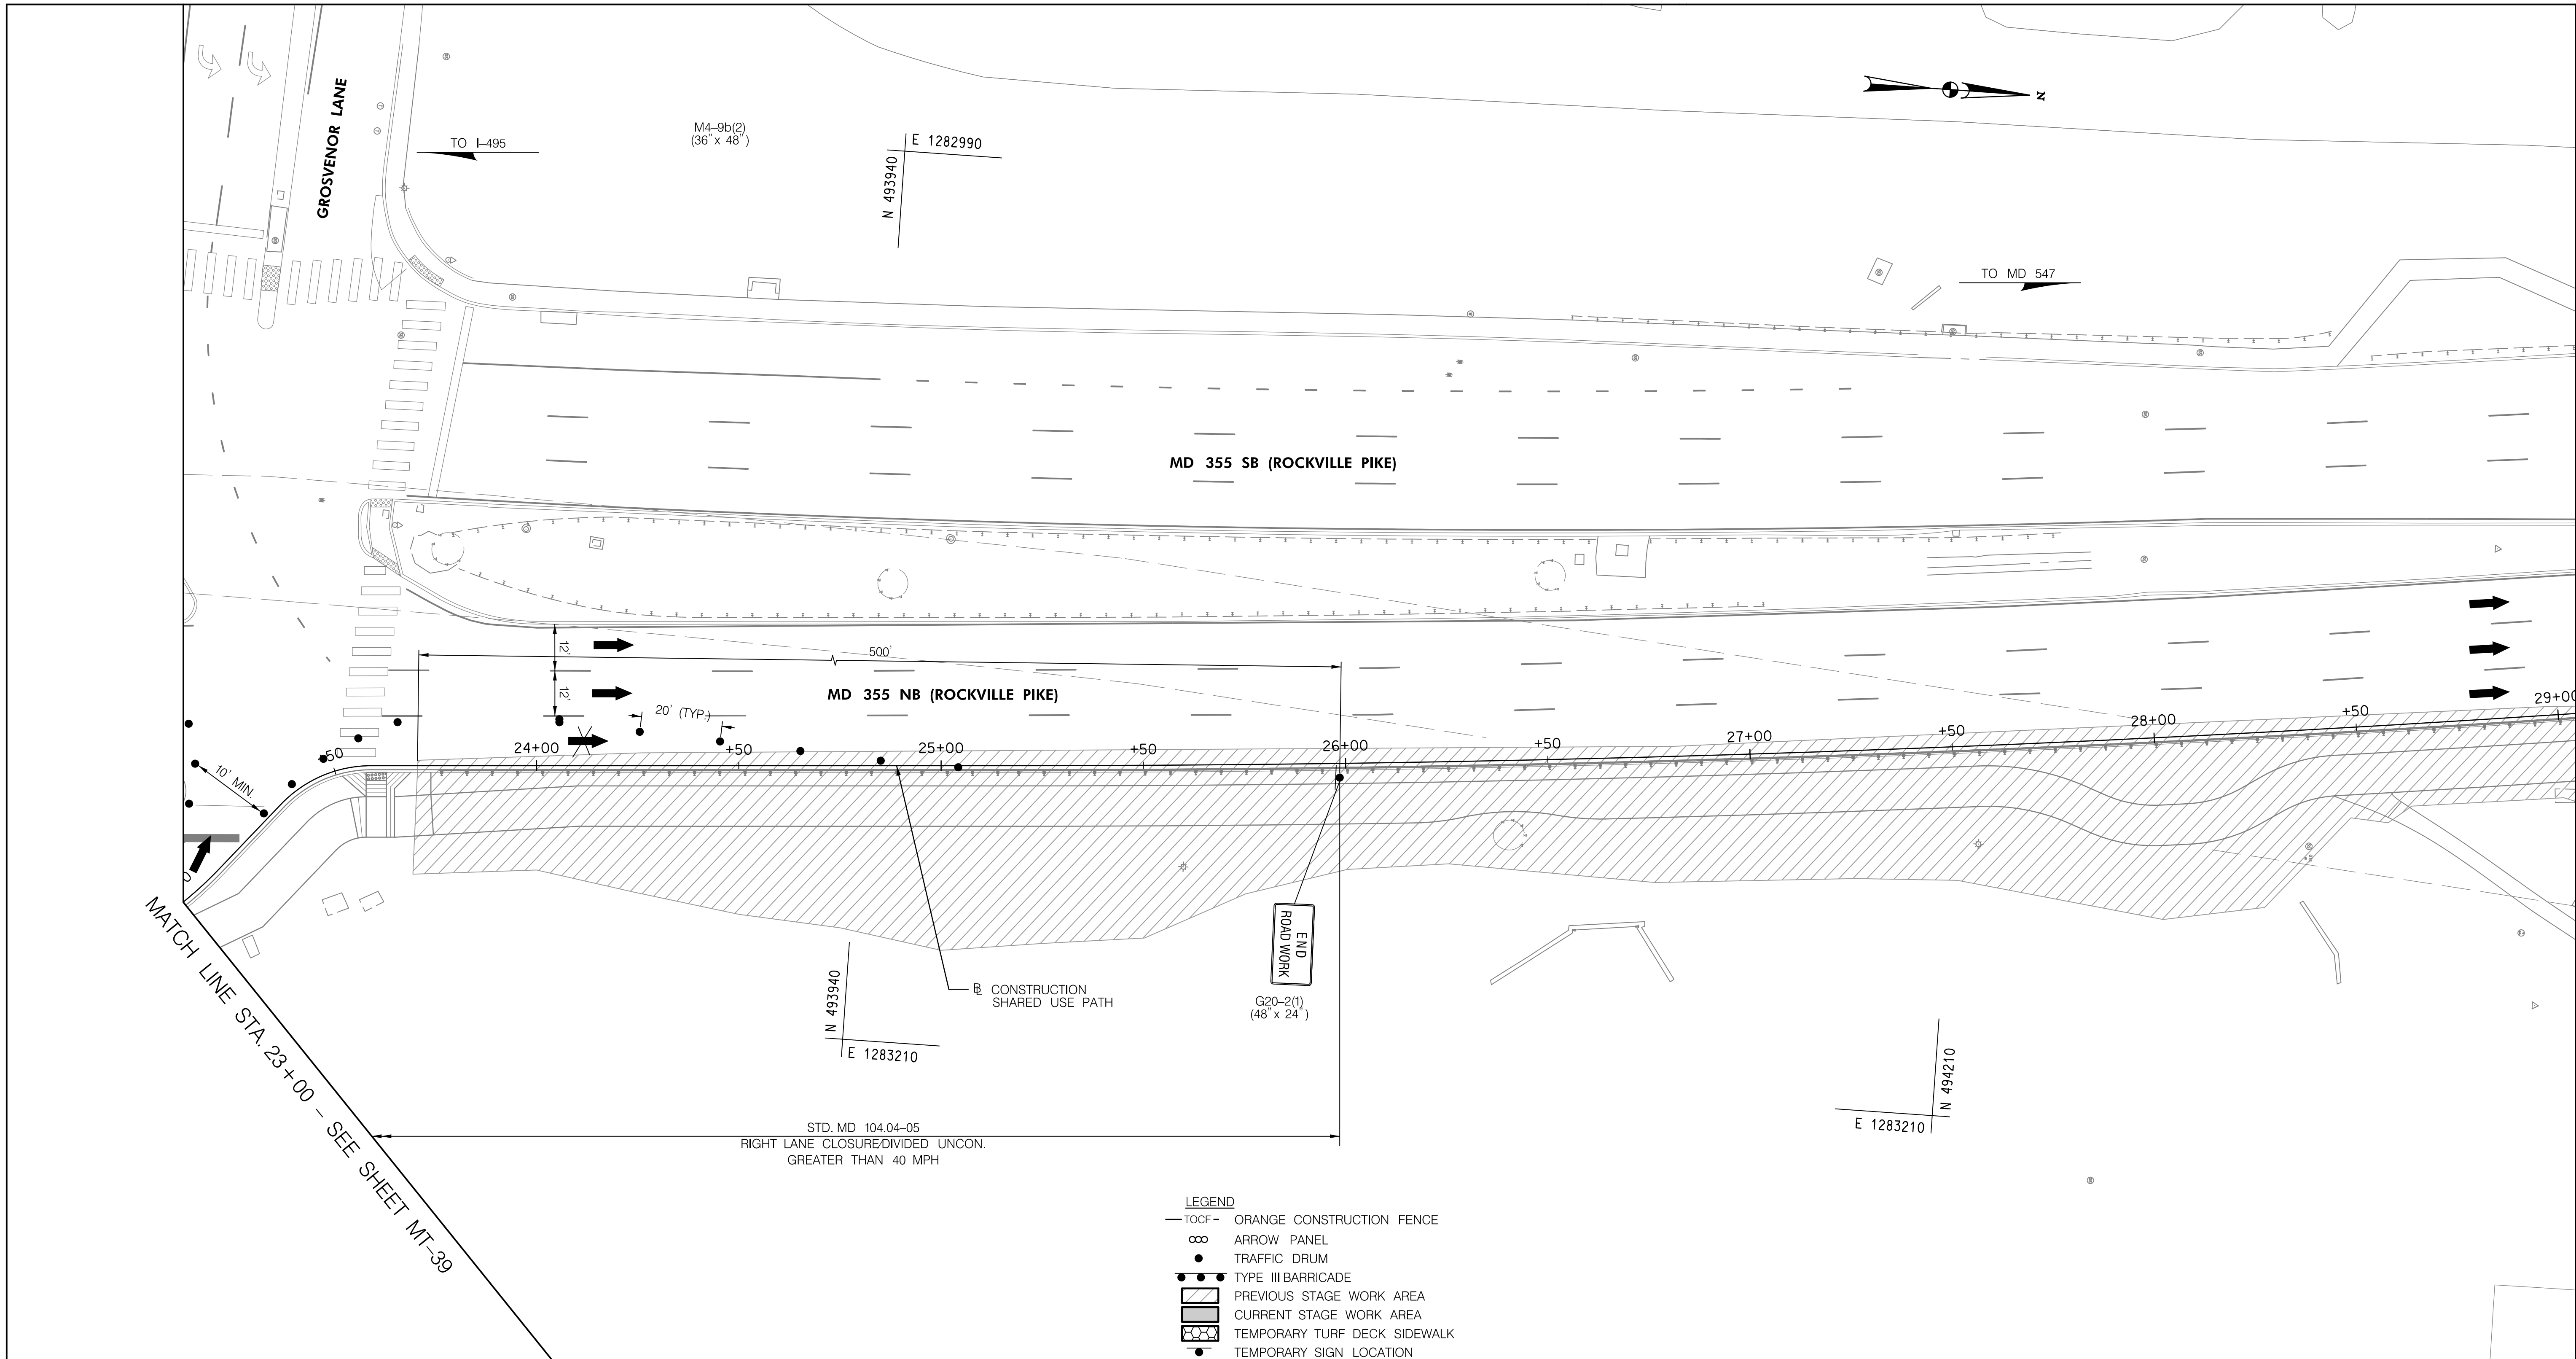 GROSVENOR LANE
TO I-495
M4-9b(2)
(36" x 48")
E 1282990
N 493940
N
TO MD 547
MD 355 SB (ROCKVILLE PIKE)
12'
500'
12'
MD 355 NB (ROCKVILLE PIKE)
20' (TYP.)
10' MIN
+50
24+00
+50
25+00
+50
26+00
+50
27+00
+50
28+00
+50
29+00
END
ROAD WORK
G20-2(1)
(48" x 24")
N 493940
E 1283210
B CONSTRUCTION
SHARED USE PATH
N 494210
E 1283210
MATCH LINE STA. 23+00 - SEE SHEET MT-39
STD. MD 104.04-05
RIGHT LANE CLOSURE/DIVIDED UNCON.
GREATER THAN 40 MPH
LEGEND
TOCF ORANGE CONSTRUCTION FENCE
ARROW PANEL
TRAFFIC DRUM
TYPE III BARRICADE
PREVIOUS STAGE WORK AREA
CURRENT STAGE WORK AREA
TEMPORARY TURF DECK SIDEWALK
TEMPORARY SIGN LOCATION